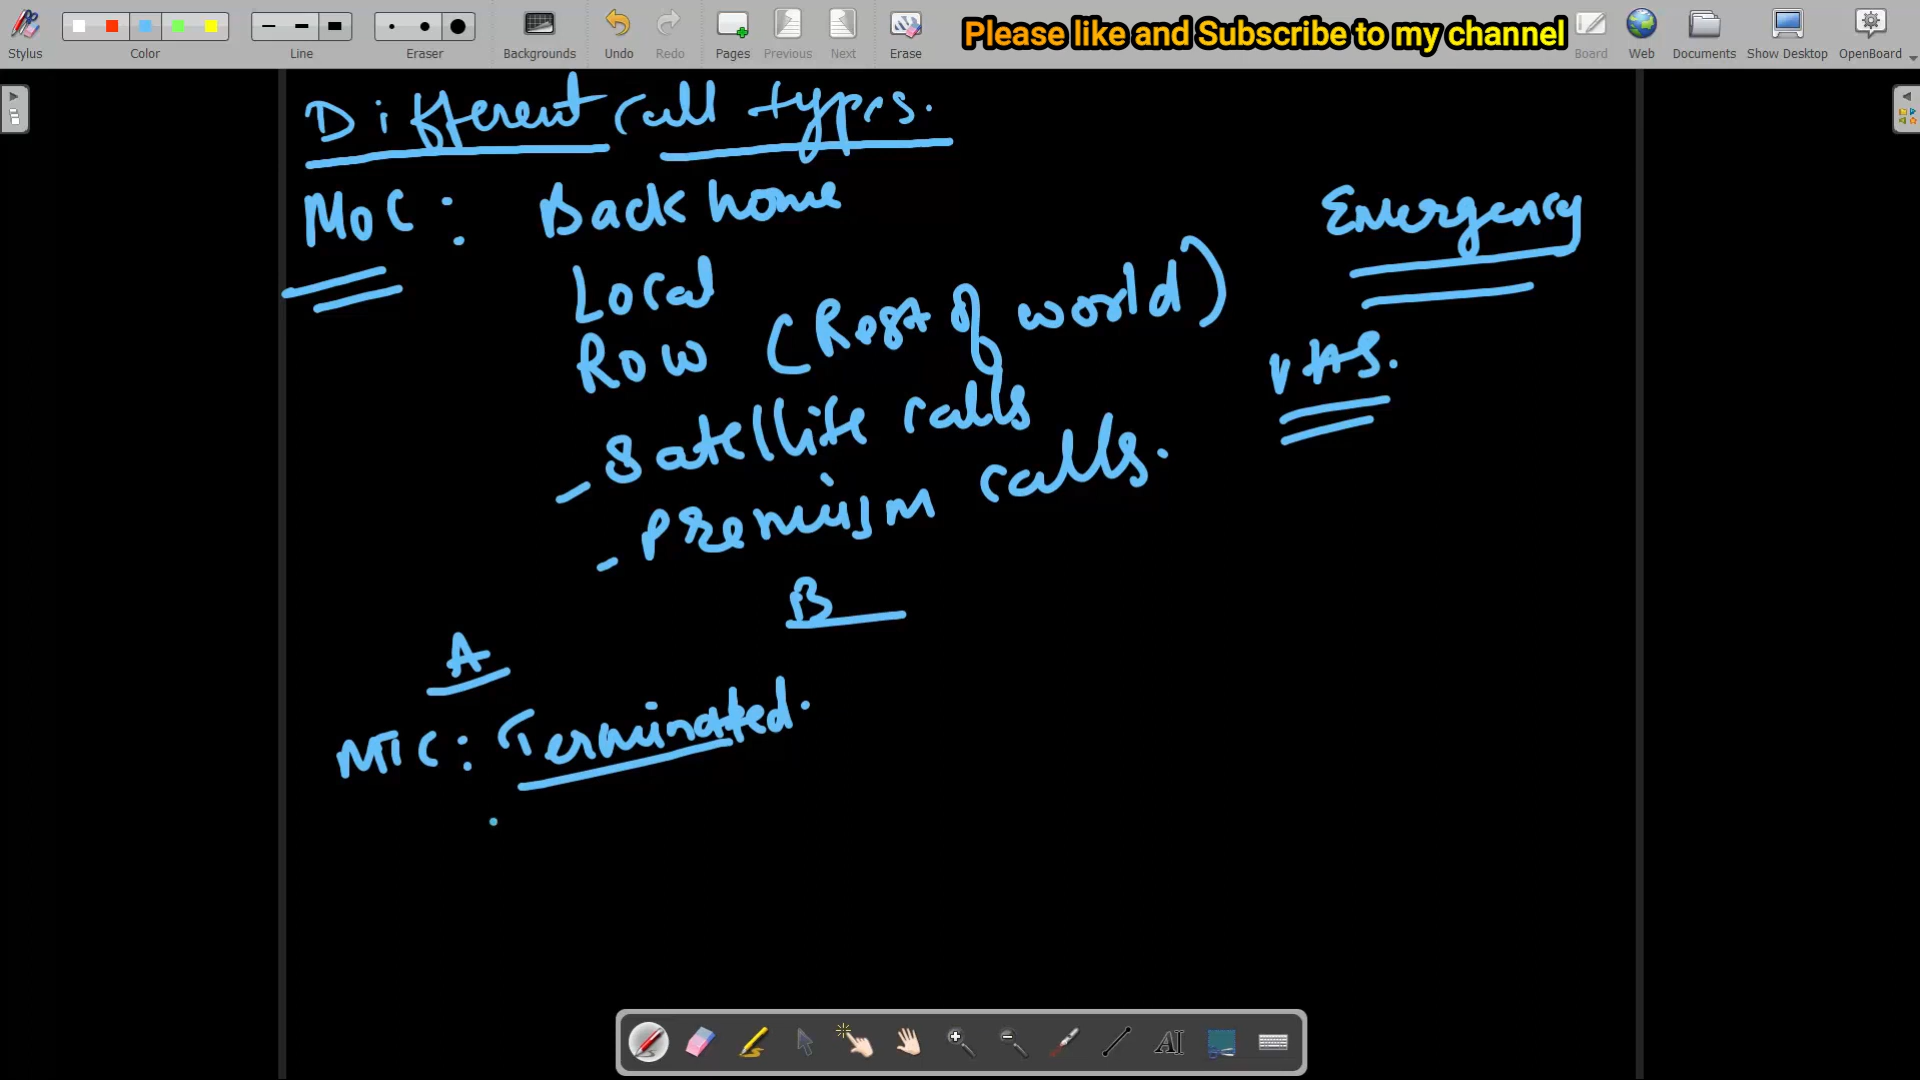 Stylus
Color
Line
Eraser
Backgrounds
Undo
Redo
Pages
Previous
Next
Erase
Please like and Subscribe to my channel
Board
Web
Documents
Show Desktop
OpenBoard
Different call types.
MOC : Back home
Local
ROW (Rest of world)
- Satellite calls
- Premium calls.
Emergency
VAS.
B
A
MTC : Terminated.
AI